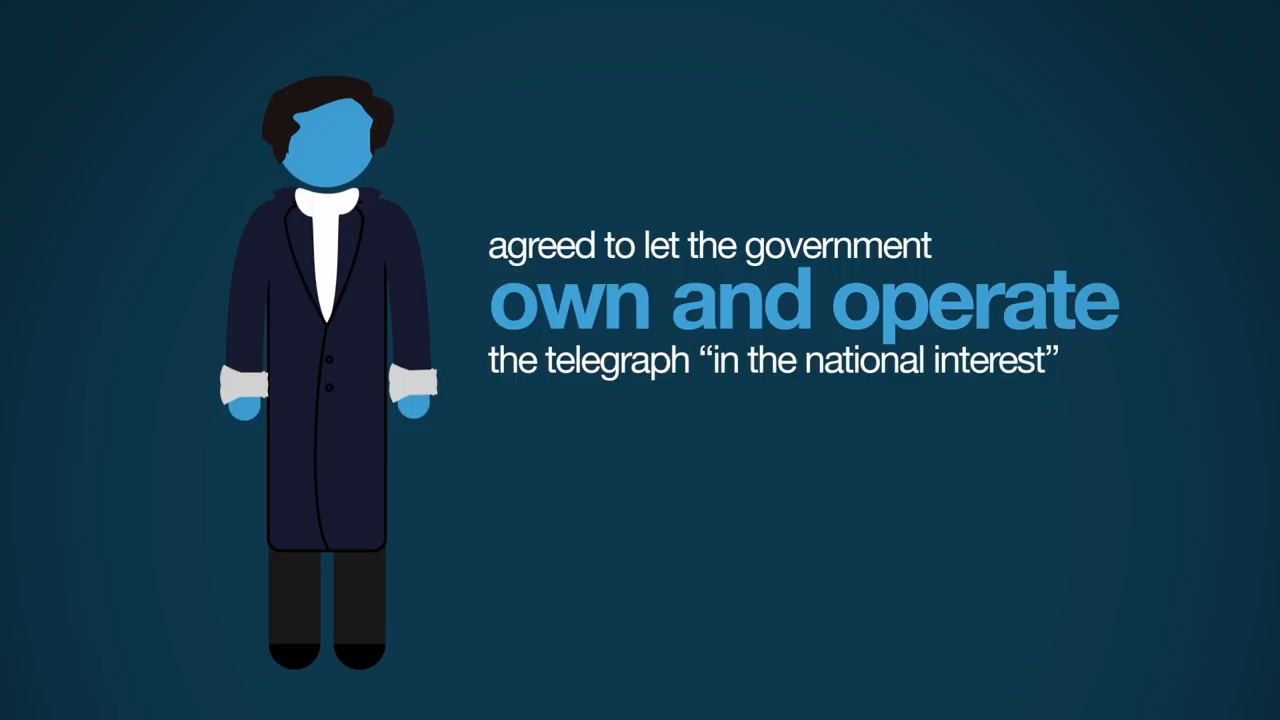 agreed to let the government
own and operate
the telegraph “in the national interest”